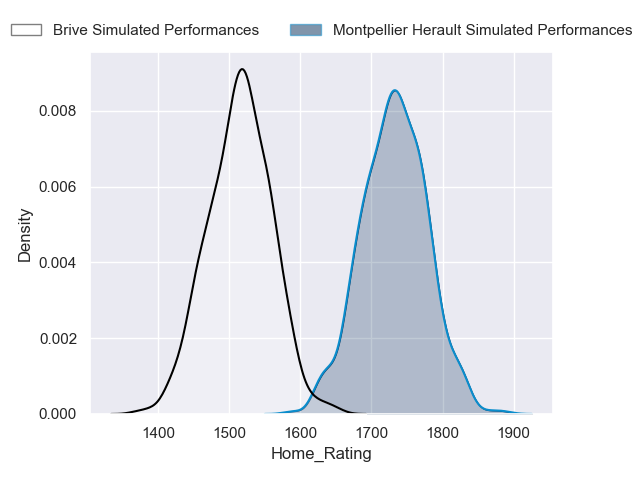 Brive Simulated Performances
Montpellier Herault Simulated Performances
0.008
0.006
0.004
0.002
0.000
Density
1400 1500 1600 1700 1800 1900
Home_Rating